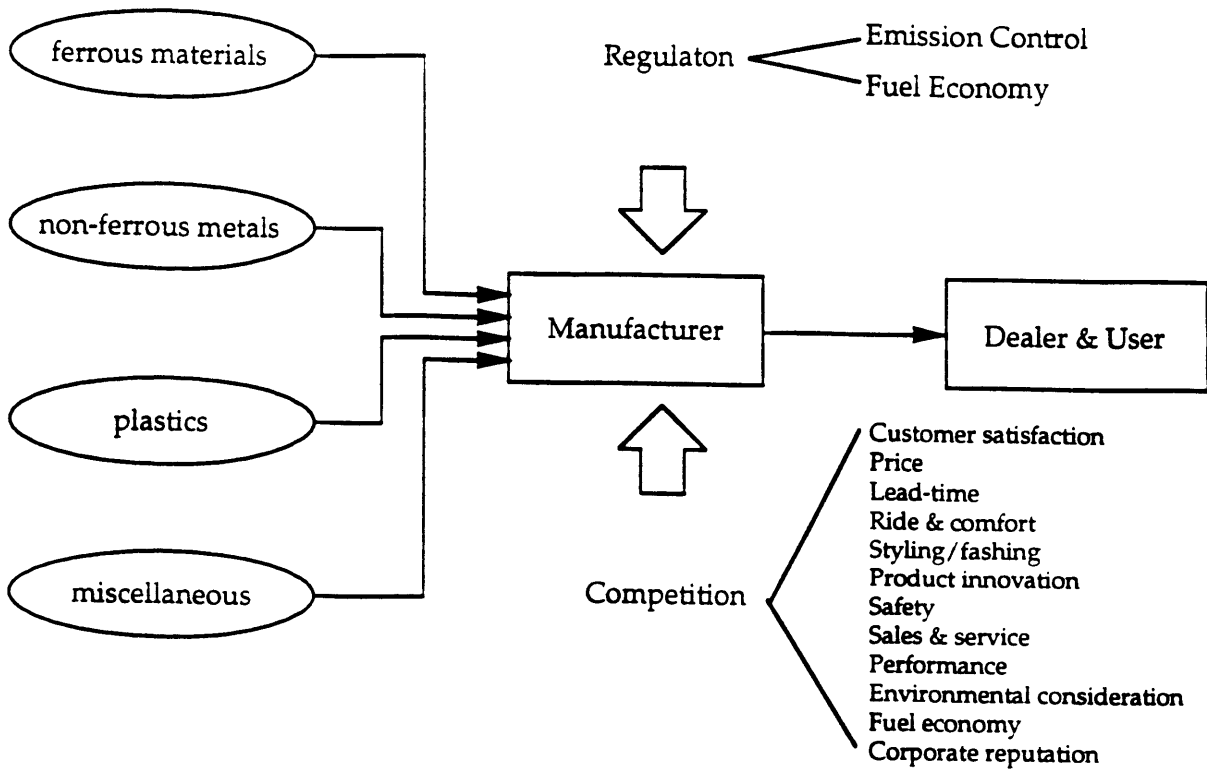 ferrous materials
non-ferrous metals
plastics
miscellaneous
Regulaton
Emission Control
Fuel Economy
Manufacturer
Dealer & User
Competition
Customer satisfaction
Price
Lead-time
Ride & comfort
Styling/fashing
Product innovation
Safety
Sales & service
Performance
Environmental consideration
Fuel economy
Corporate reputation